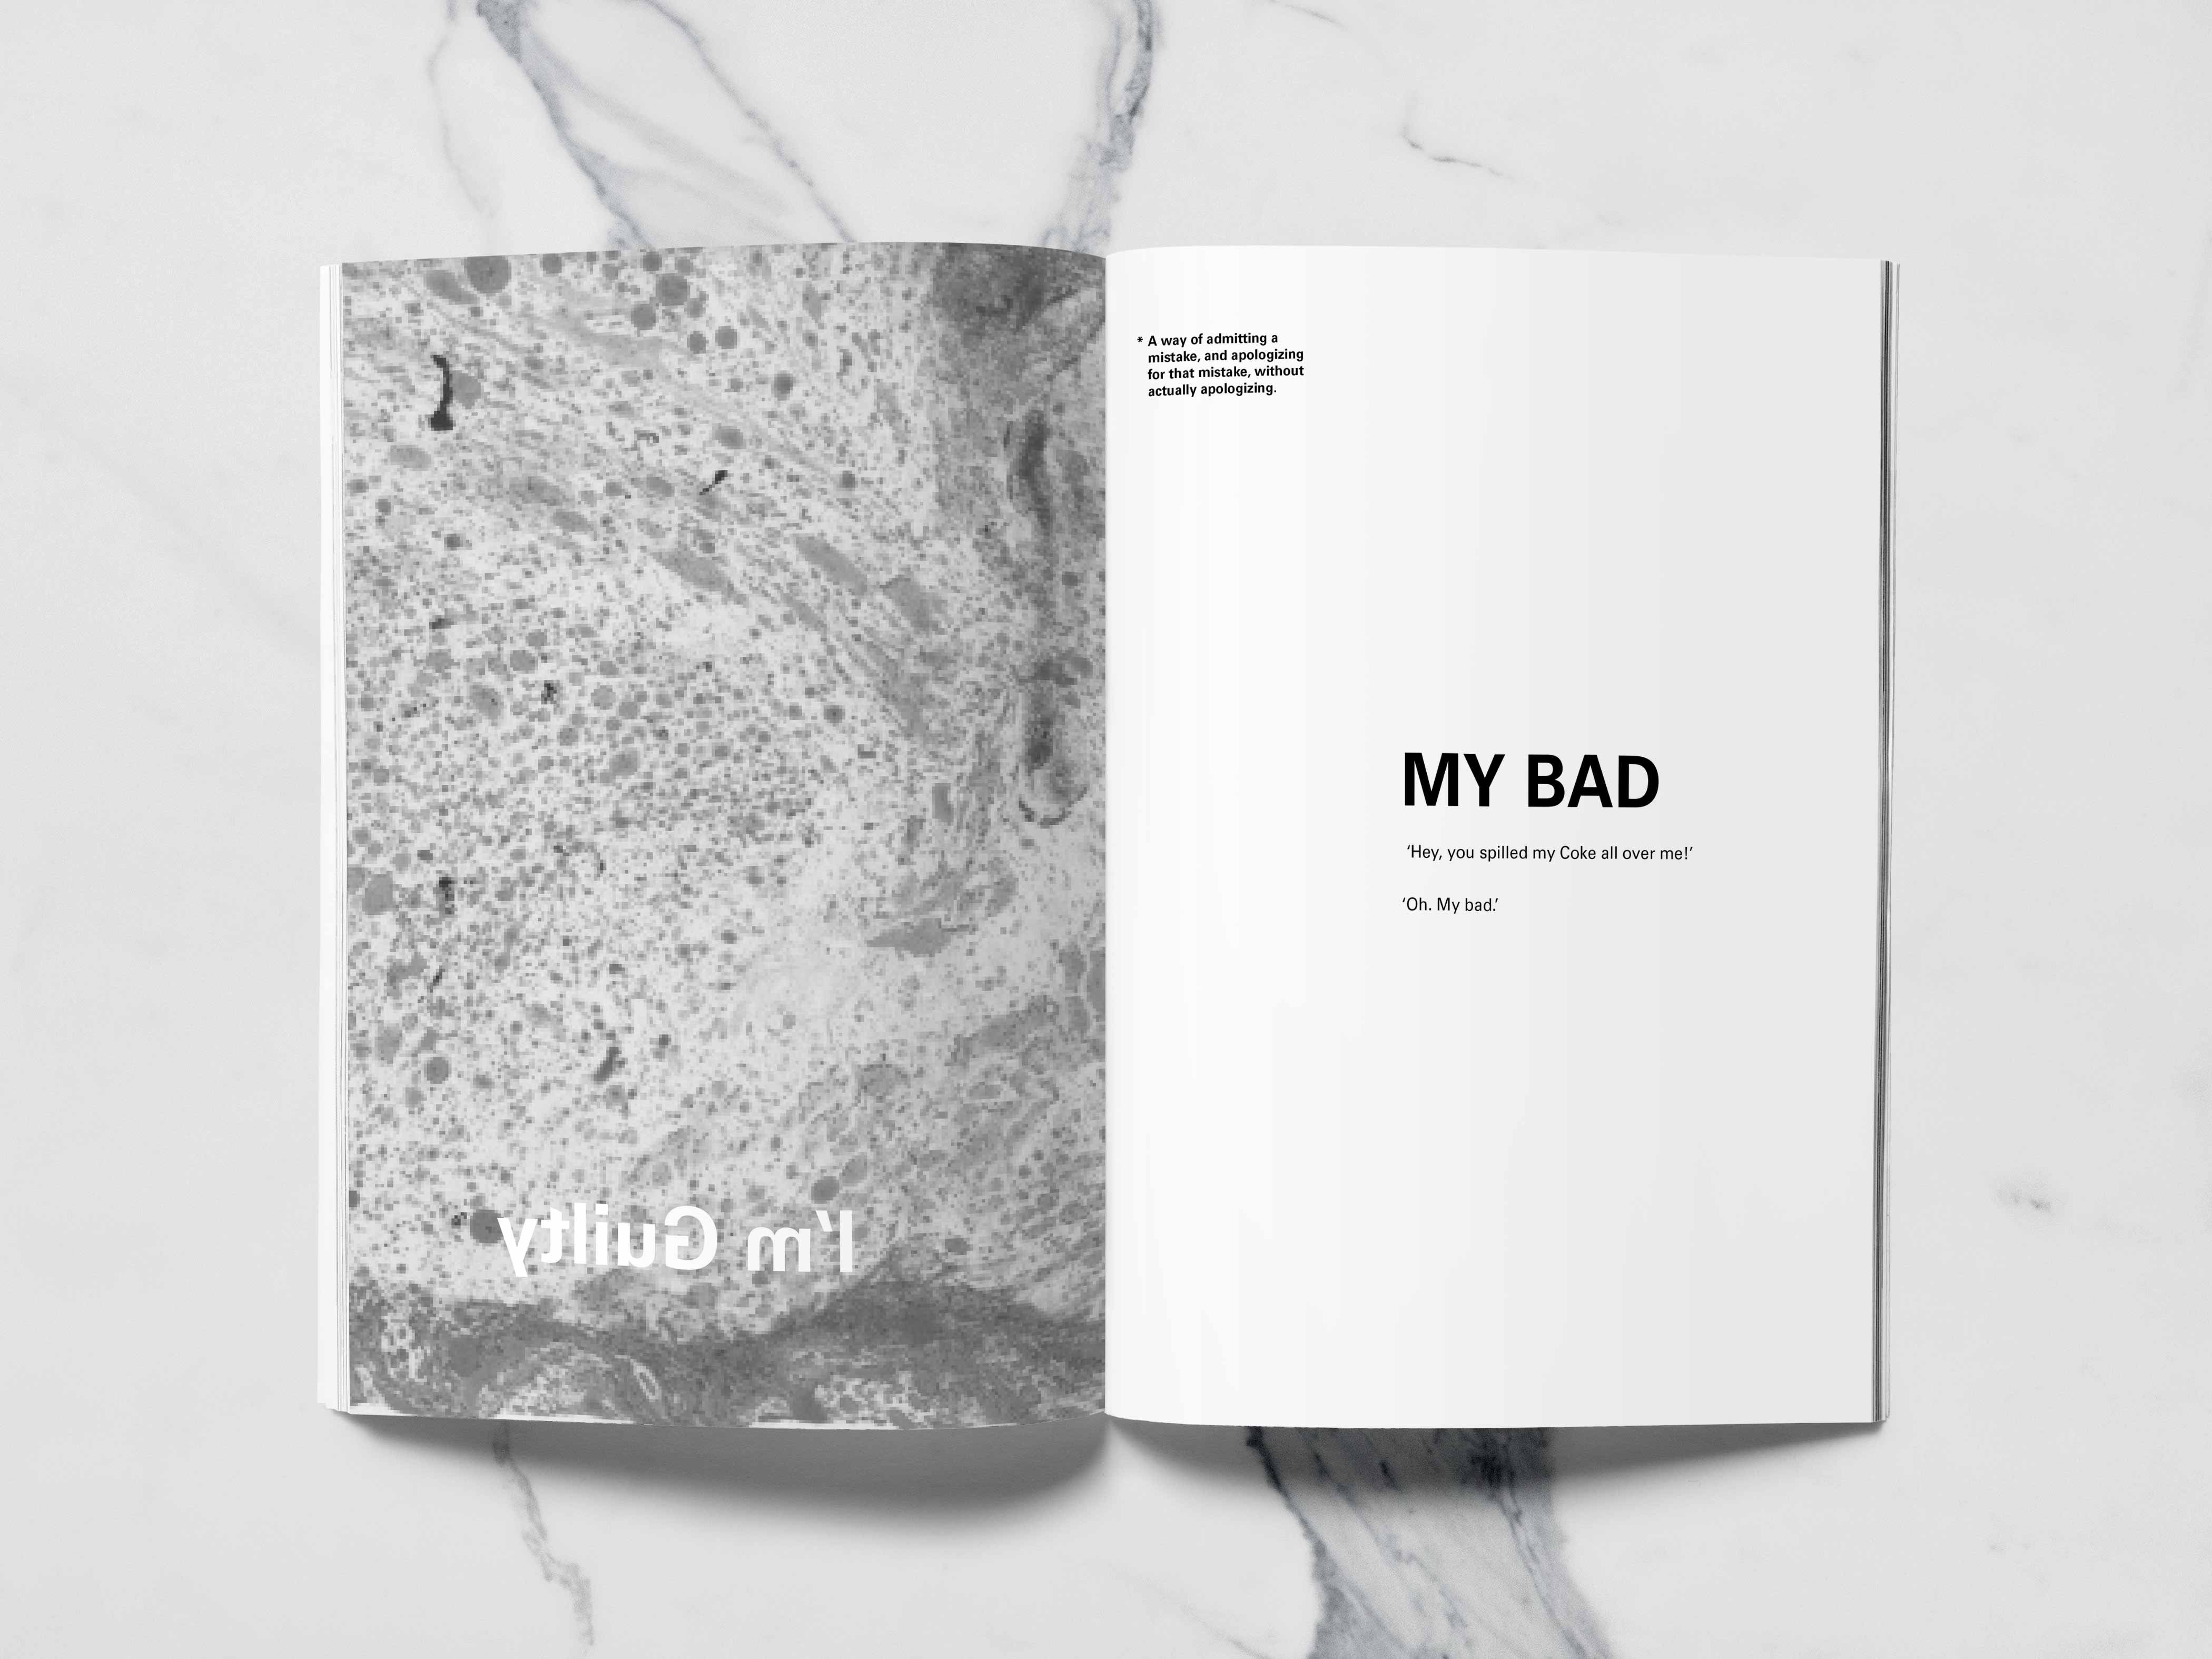 I'm Guilty
* A way of admitting a
mistake, and apologizing
for that mistake, without
actually apologizing.
MY BAD
‘Hey, you spilled my Coke all over me!’
‘Oh. My bad.’